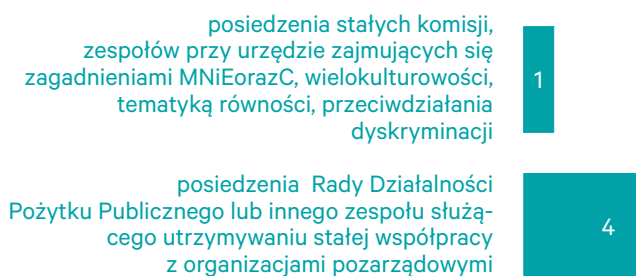 posiedzenia stałych komisji,
zespołów przy urzędzie zajmujących się
zagadnieniami MNiEorazC, wielokulturowości,
tematyką równości, przeciwdziałania
dyskryminacji
1
posiedzenia Rady Działalności
Pożytku Publicznego lub innego zespołu służą-
cego utrzymywaniu stałej współpracy
z organizacjami pozarządowymi
4